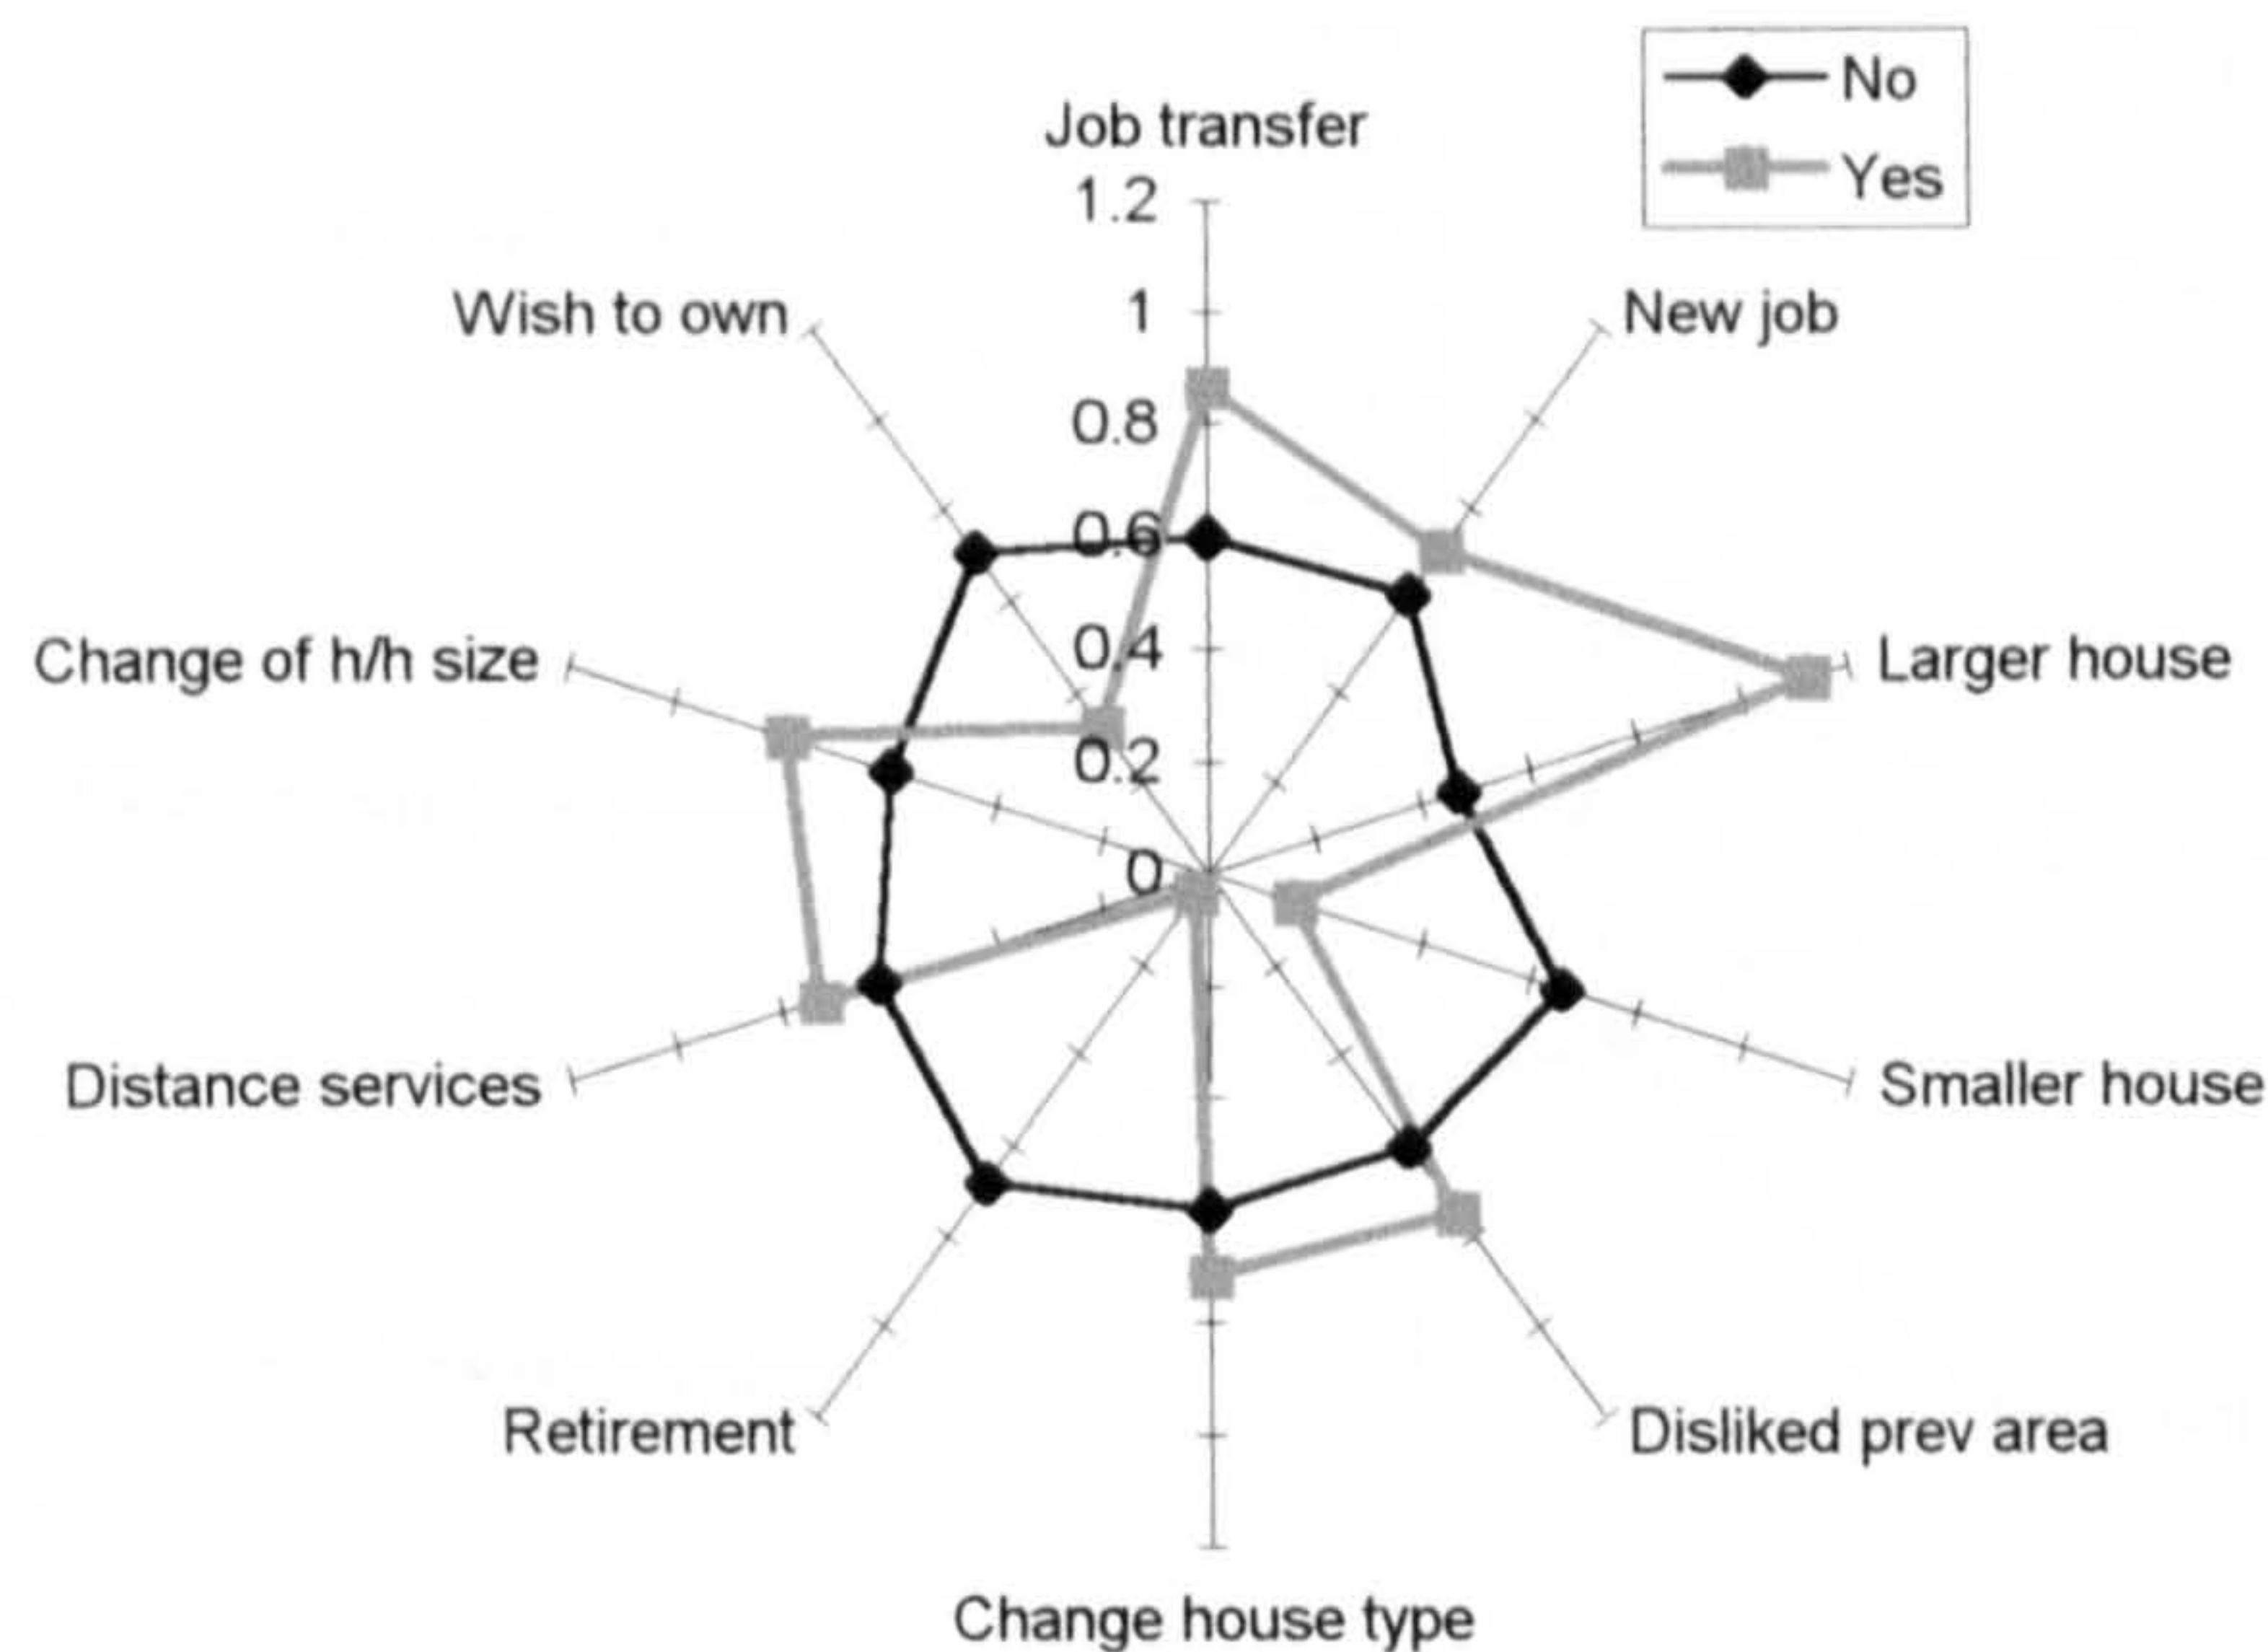 No
Yes
Job transfer
1.2
1
0.8
0.6
0.4
0.2
0
New job
Larger house
Smaller house
Disliked prev area
Change house type
Retirement
Distance services
Change of h/h size
Wish to own